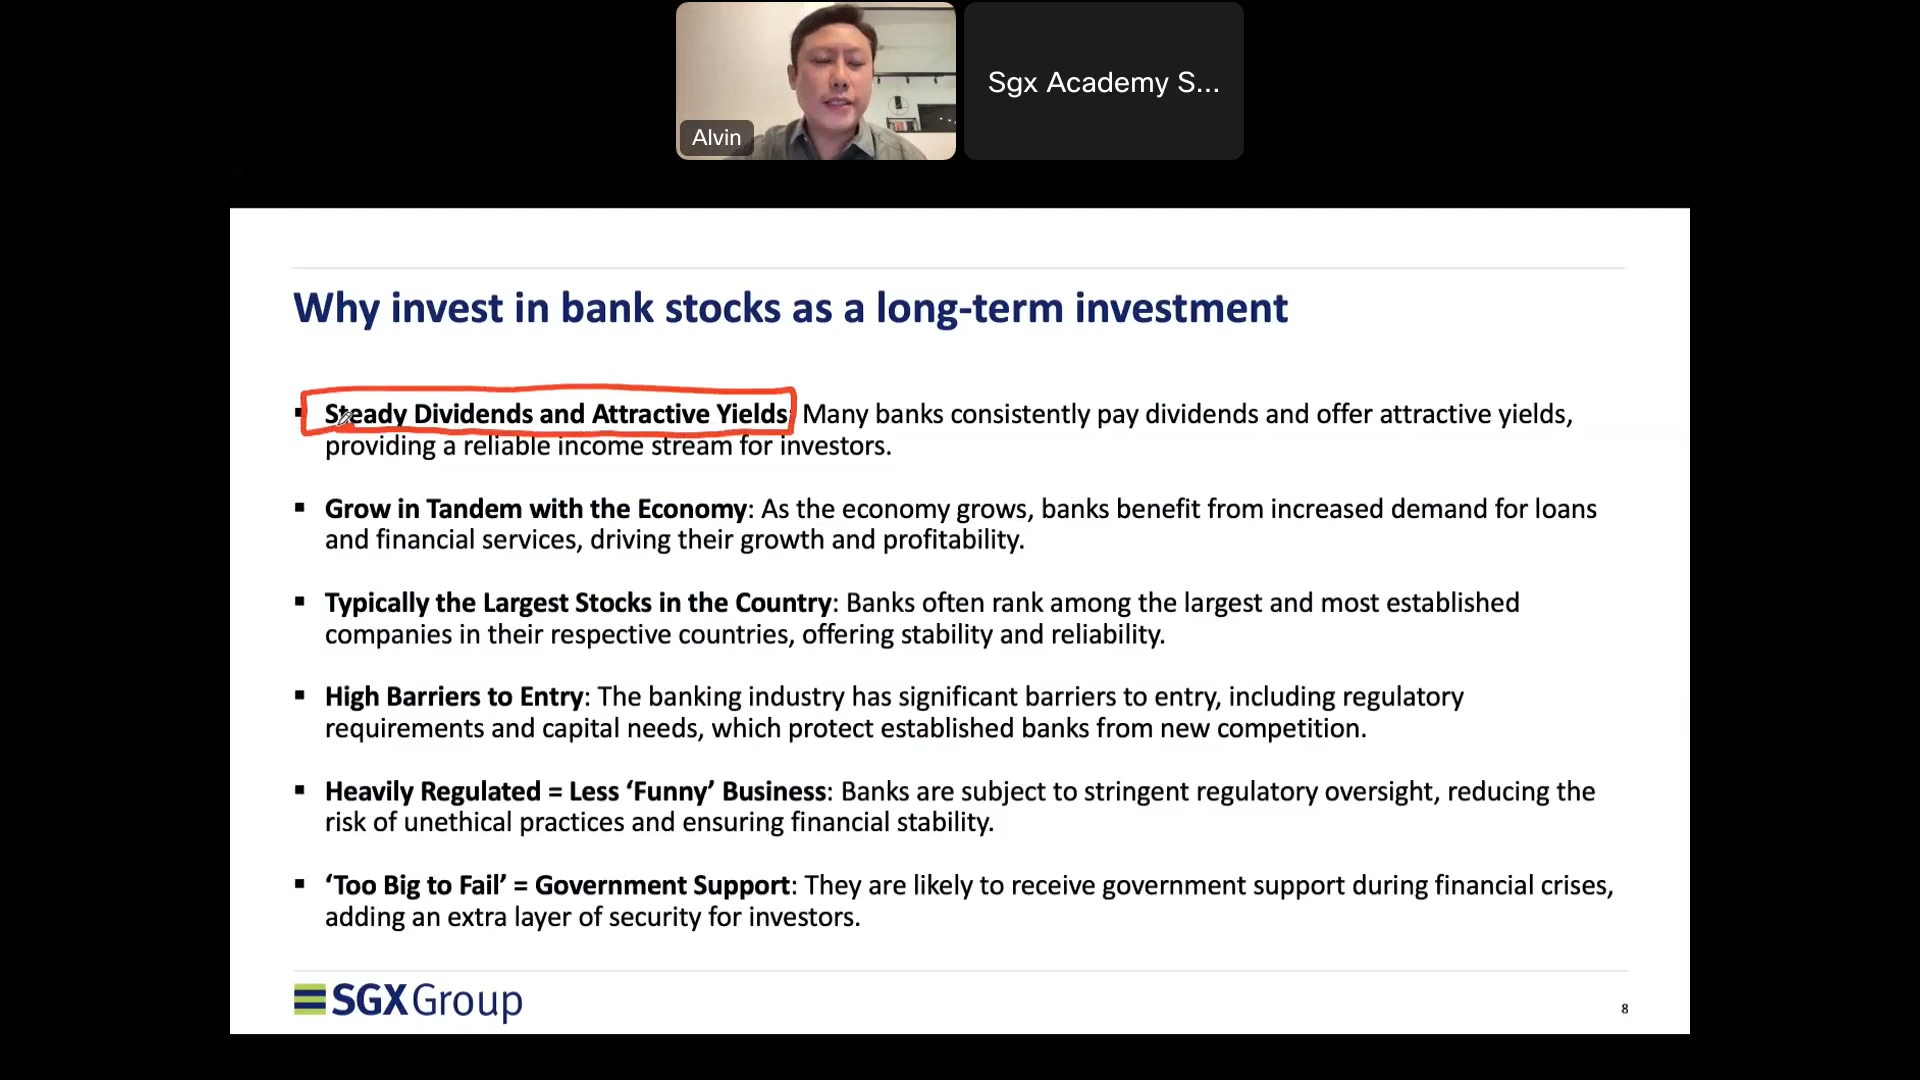 Alvin
Sgx Academy S...
Why invest in bank stocks as a long-term investment
▪ Steady Dividends and Attractive Yields: Many banks consistently pay dividends and offer attractive yields,
providing a reliable income stream for investors.
▪ Grow in Tandem with the Economy: As the economy grows, banks benefit from increased demand for loans
and financial services, driving their growth and profitability.
▪ Typically the Largest Stocks in the Country: Banks often rank among the largest and most established
companies in their respective countries, offering stability and reliability.
▪ High Barriers to Entry: The banking industry has significant barriers to entry, including regulatory
requirements and capital needs, which protect established banks from new competition.
▪ Heavily Regulated = Less ‘Funny’ Business: Banks are subject to stringent regulatory oversight, reducing the
risk of unethical practices and ensuring financial stability.
▪ ‘Too Big to Fail’ = Government Support: They are likely to receive government support during financial crises,
adding an extra layer of security for investors.
SGX Group
8